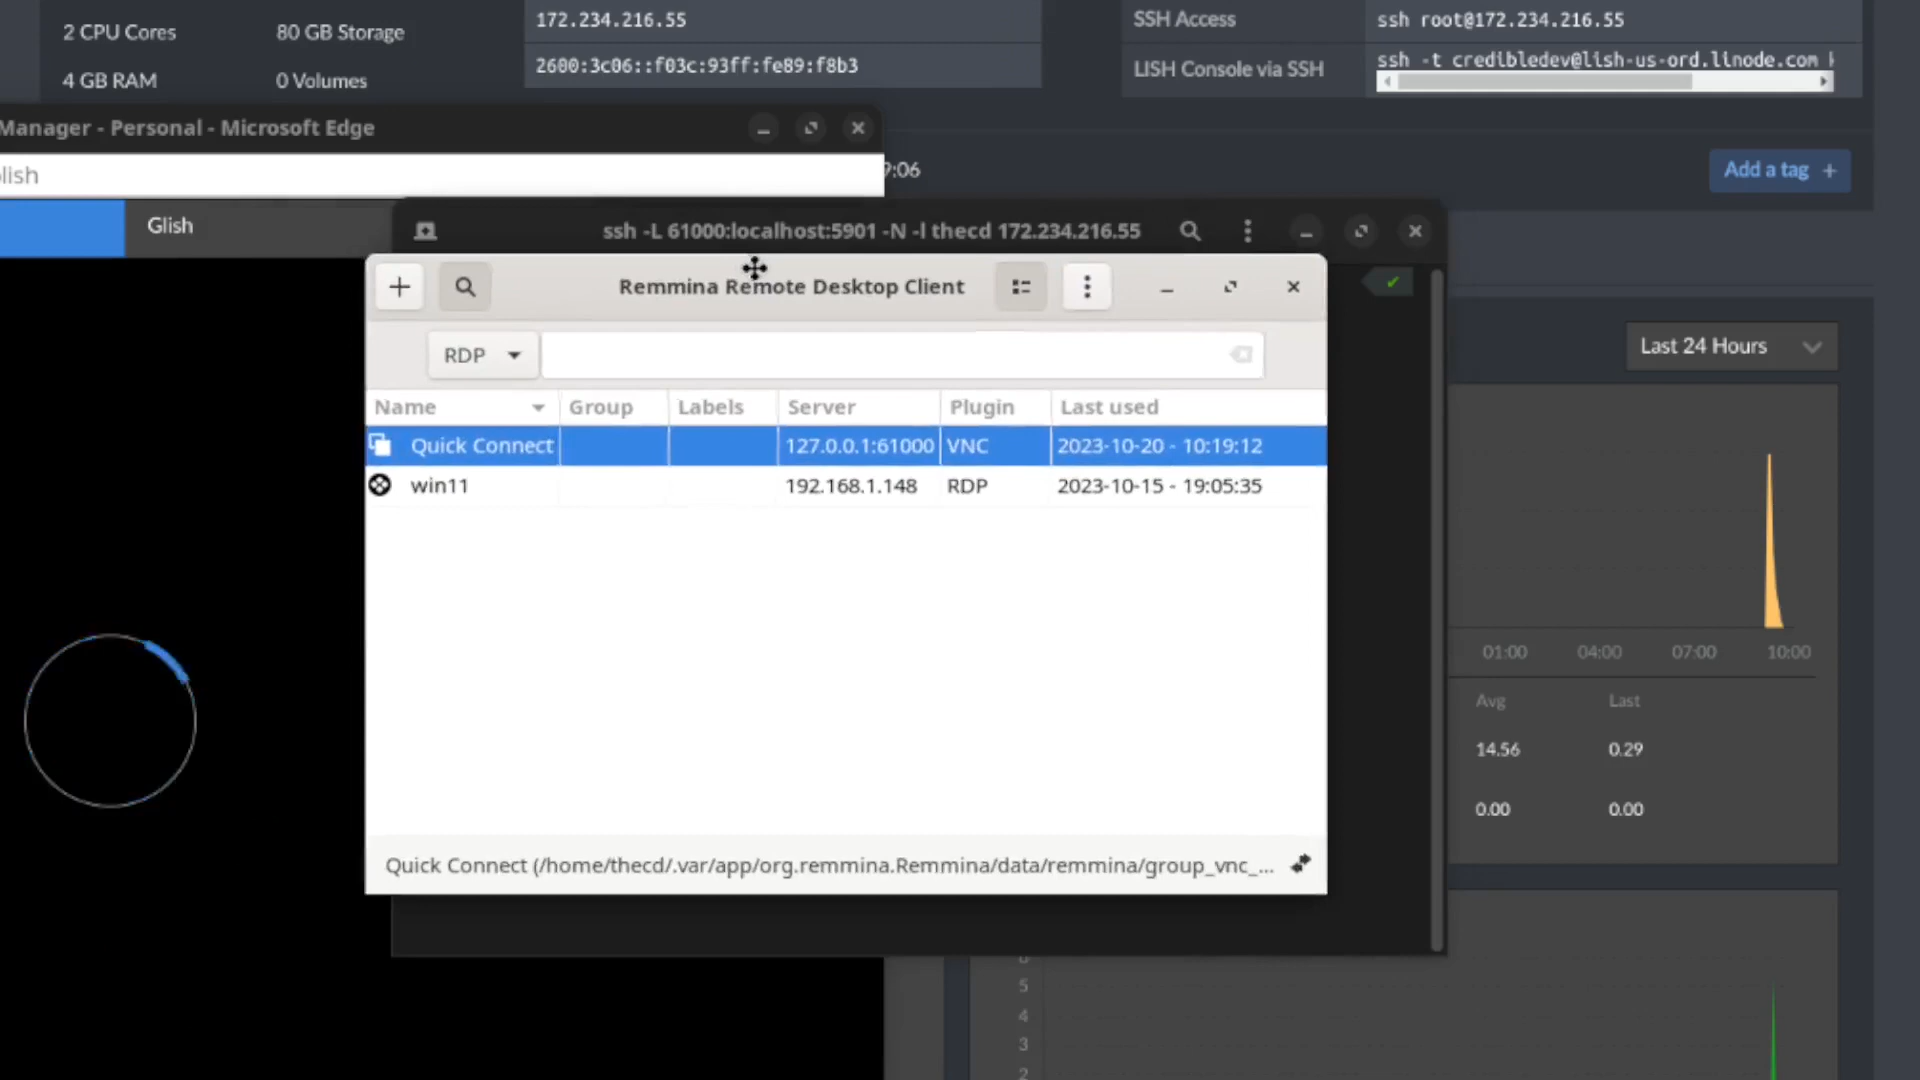 2 CPU Cores
80 GB Storage
4 GB RAM
0 Volumes
172.234.216.55
2600:3c06::f03c:93ff:fe89:f8b3
SSH Access
ssh root@172.234.216.55
LISH Console via SSH
ssh -t credibledev@lish-us-ord.linode.com
Manager - Personal - Microsoft Edge
lish
9:06
Add a tag +
Glish
ssh -L 61000:localhost:5901 -N -l thecd 172.234.216.55
Remmina Remote Desktop Client
RDP
Last 24 Hours
Name Group Labels Server Plugin Last used
Quick Connect 127.0.0.1:61000 VNC 2023-10-20 - 10:19:12
win11 192.168.1.148 RDP 2023-10-15 - 19:05:35
01:00 04:00 07:00 10:00
Avg Last
14.56 0.29
0.00 0.00
Quick Connect (/home/thecd/.var/app/org.remmina.Remmina/data/remmina/group_vnc_...
5
4
3
2